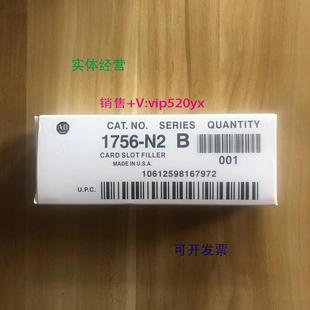 实体经营
销售+V:vip520yx
AB
CAT. NO. SERIES QUANTITY
1756-N2 B
CARD SLOT FILLER
MADE IN U.S.A.
001
10612598167972
U.P.C.
可开发票